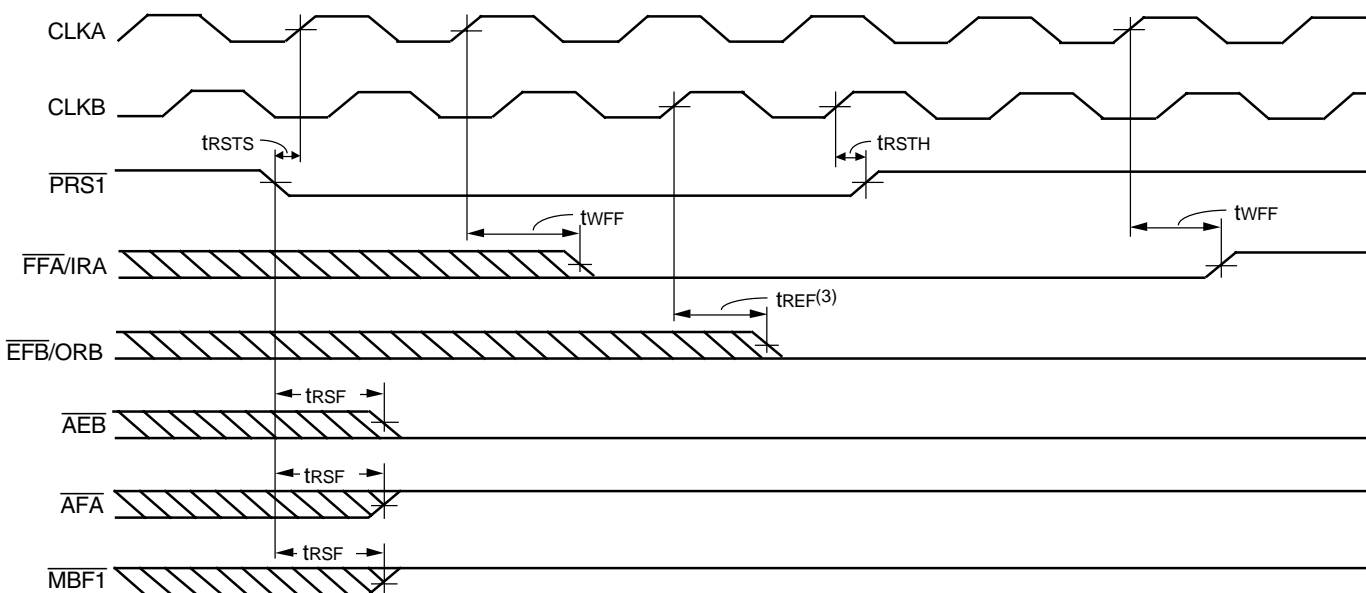 CLKA
CLKB
tRSTS
tRSTH
PRS1
tWFF
tWFF
FFA/IRA
tREF(3)
EFB/ORB
tRSF
AEB
tRSF
AFA
tRSF
MBF1